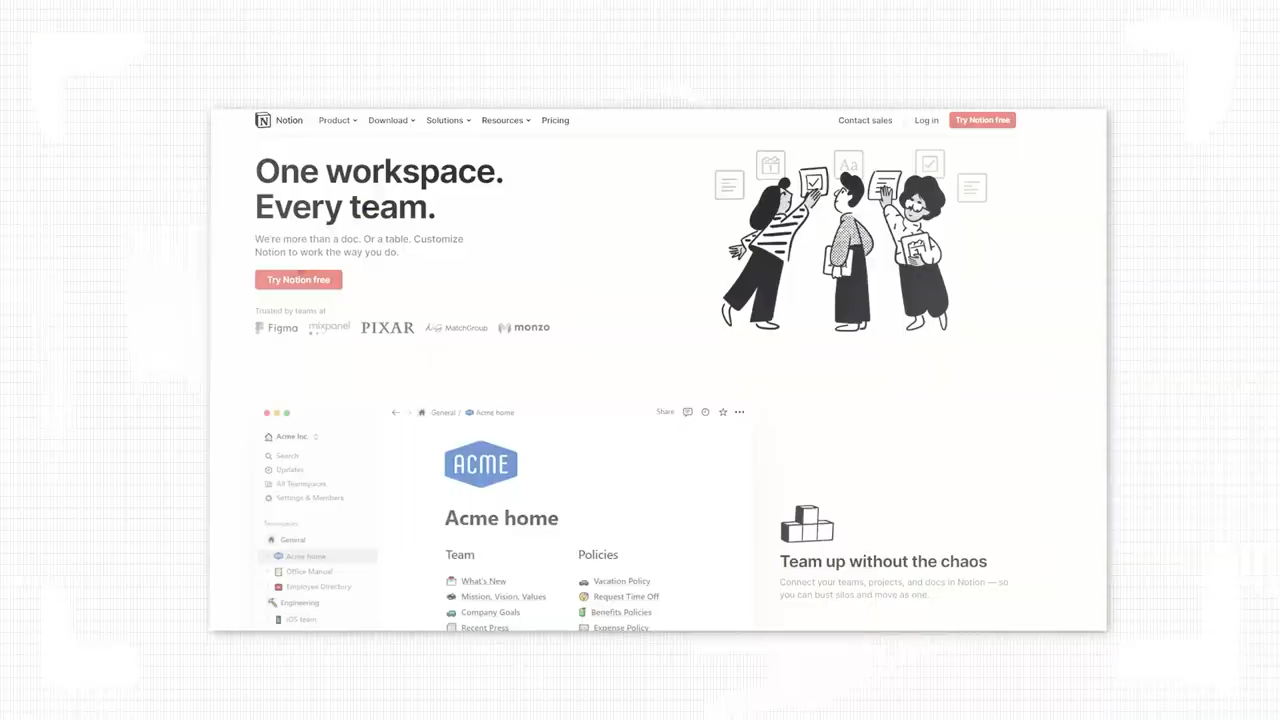 Notion Product Download Solutions Resources Pricing Contact sales Log in Try Notion free
One workspace.
Every team.
We're more than a doc. Or a table. Customize
Notion to work the way you do.
Try Notion free
Trusted by teams at
Figma mixpanel PIXAR MatchGroup monzo
Aa
General / Acme home Share
Acme Inc.
Search
Updates
All Teamspaces
Settings & Members
Teamspaces
General
Acme home
Office Manual
Employee Directory
Engineering
iOS team
ACME
Acme home
Team
What's New
Mission, Vision, Values
Company Goals
Recent Press
Policies
Vacation Policy
Request Time Off
Benefits Policies
Expense Policy
Team up without the chaos
Connect your teams, projects, and docs in Notion — so
you can bust silos and move as one.